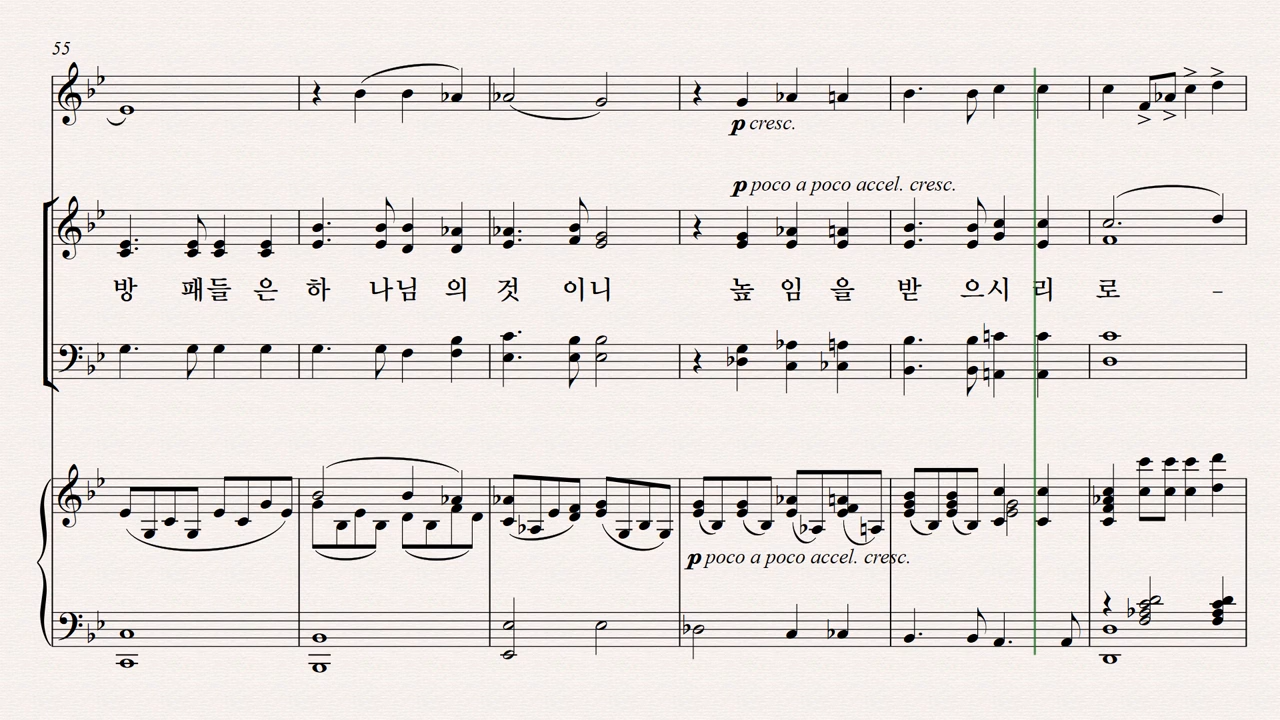 55
p cresc.
p poco a poco accel. cresc.
방 패들 은 하 나님 의 것 이니 높 임 을 받 으시 리 로 -
p poco a poco accel. cresc.